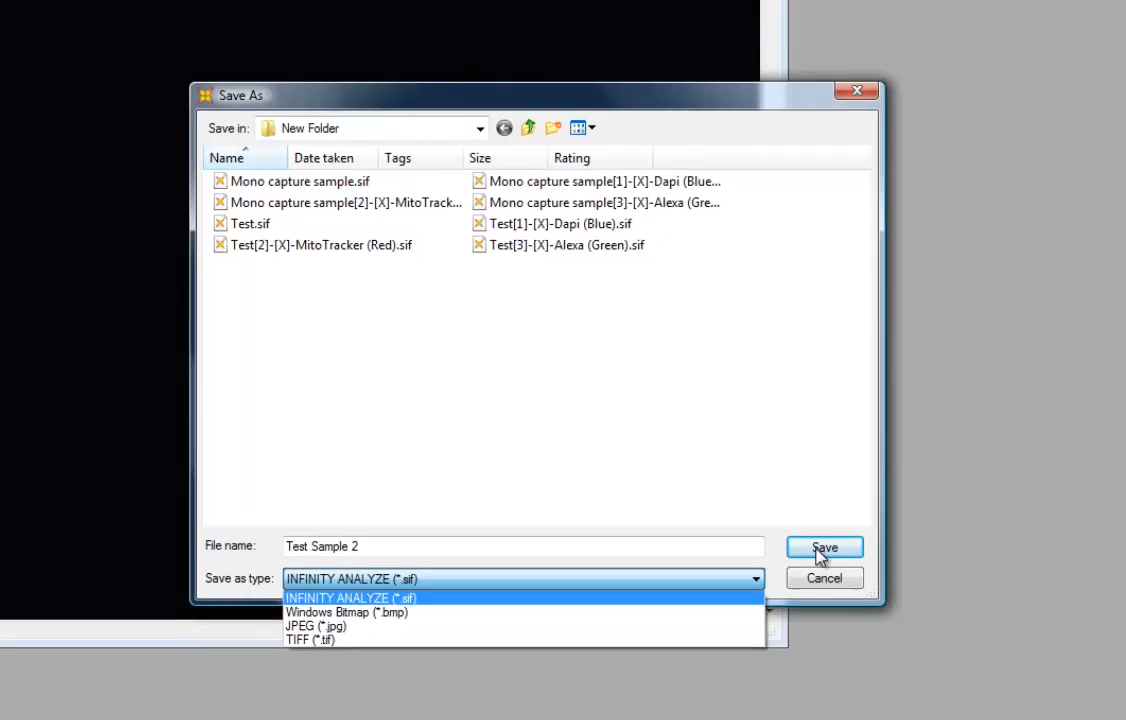 Save As
Save in: New Folder
Name Date taken Tags Size Rating
Mono capture sample.sif Mono capture sample[1]-[X]-Dapi (Blue...
Mono capture sample[2]-[X]-MitoTrack... Mono capture sample[3]-[X]-Alexa (Gre...
Test.sif Test[1]-[X]-Dapi (Blue).sif
Test[2]-[X]-MitoTracker (Red).sif Test[3]-[X]-Alexa (Green).sif
File name: Test Sample 2 Save
Save as type: INFINITY ANALYZE (*.sif) Cancel
INFINITY ANALYZE (*.sif)
Windows Bitmap (*.bmp)
JPEG (*.jpg)
TIFF (*.tif)